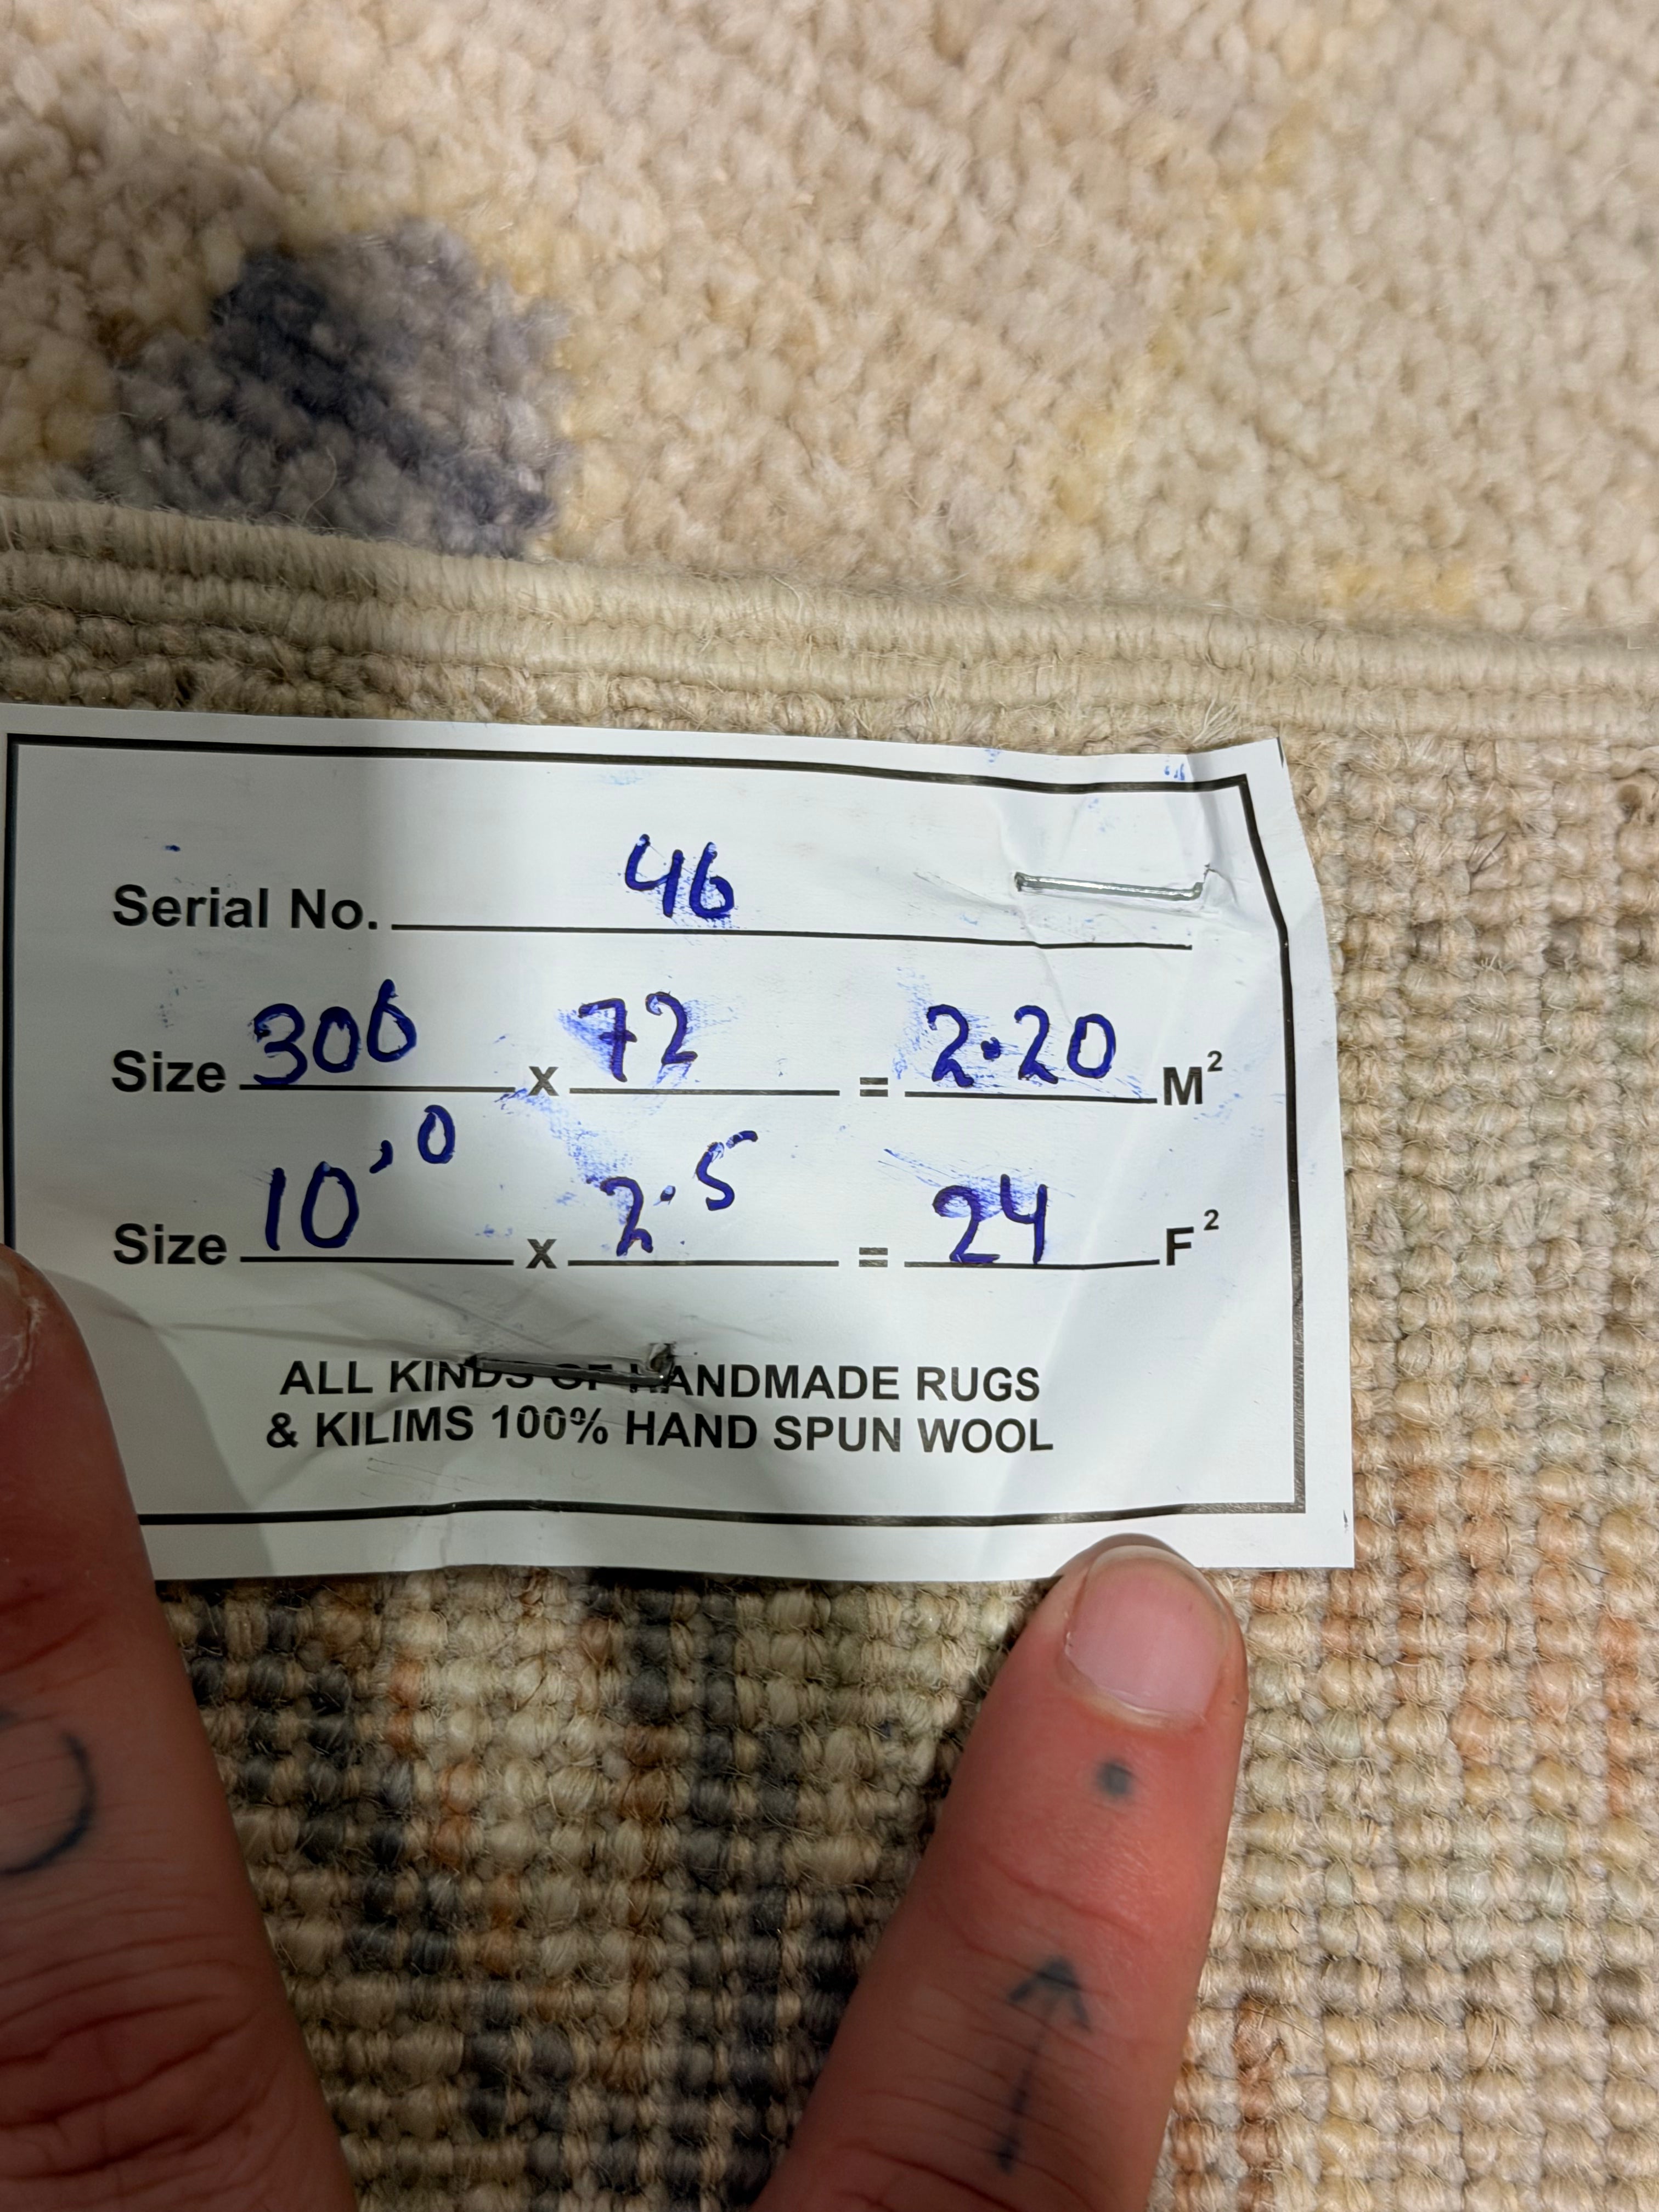 Serial No. 46
Size 306 x 72 = 2.20 M²
Size 10',0 x 2.5 = 24 F²
ALL KINDS OF HANDMADE RUGS
& KILIMS 100% HAND SPUN WOOL